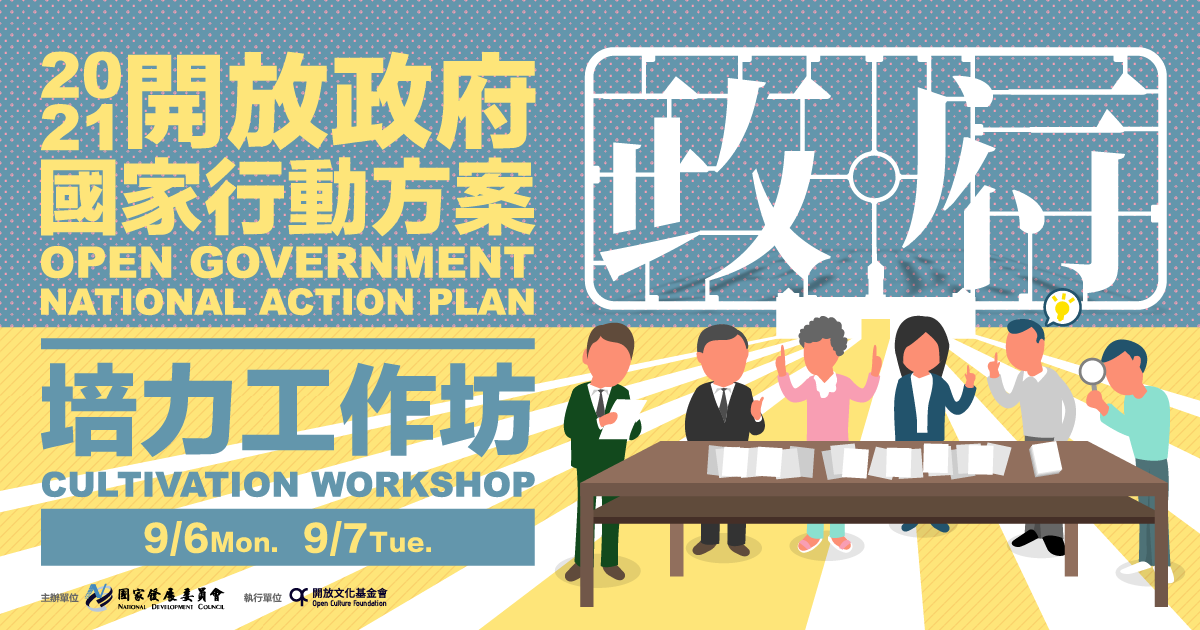 2021開放政府
國家行動方案
OPEN GOVERNMENT
NATIONAL ACTION PLAN
培力工作坊
CULTIVATION WORKSHOP
9/6Mon. 9/7Tue.
主辦單位 國家發展委員會
NATIONAL DEVELOPMENT COUNCIL
執行單位 開放文化基金會
Open Culture Foundation
政府